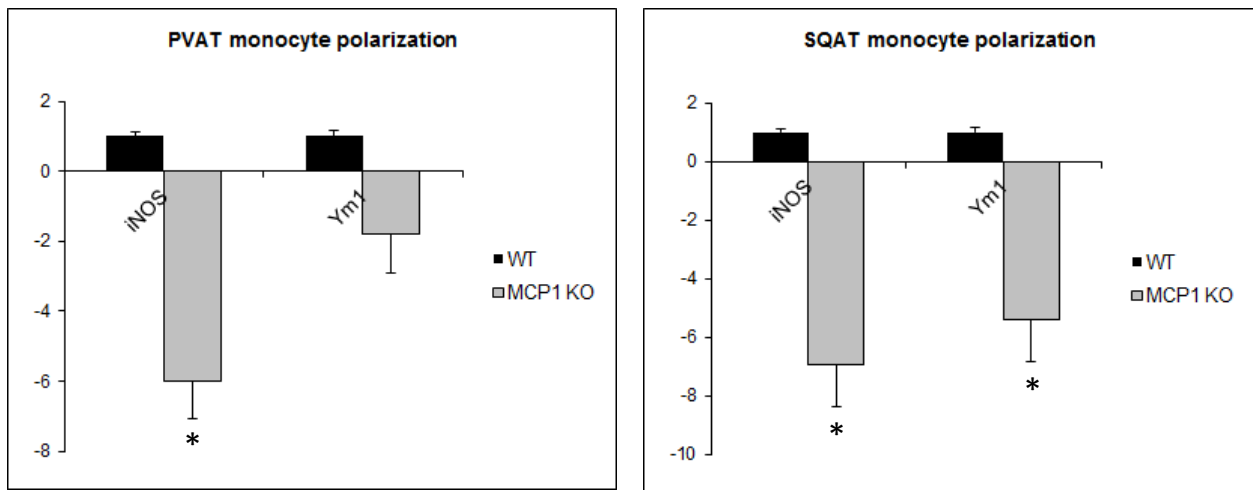 PVAT monocyte polarization
2
0
-2
-4
-6
-8
iNOS
Ym1
*
WT
MCP1 KO
SQAT monocyte polarization
2
0
-2
-4
-6
-8
-10
iNOS
Ym1
*
*
WT
MCP1 KO